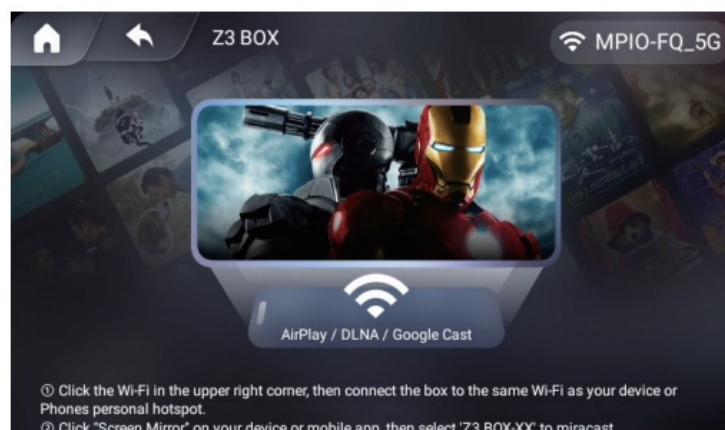 Z3 BOX
MPIO-FQ_5G
AirPlay / DLNA / Google Cast
① Click the Wi-Fi in the upper right corner, then connect the box to the same Wi-Fi as your device or
Phones personal hotspot.
② Click "Screen Mirror" on your device or mobile app, then select 'Z3 BOX-XX' to miracast